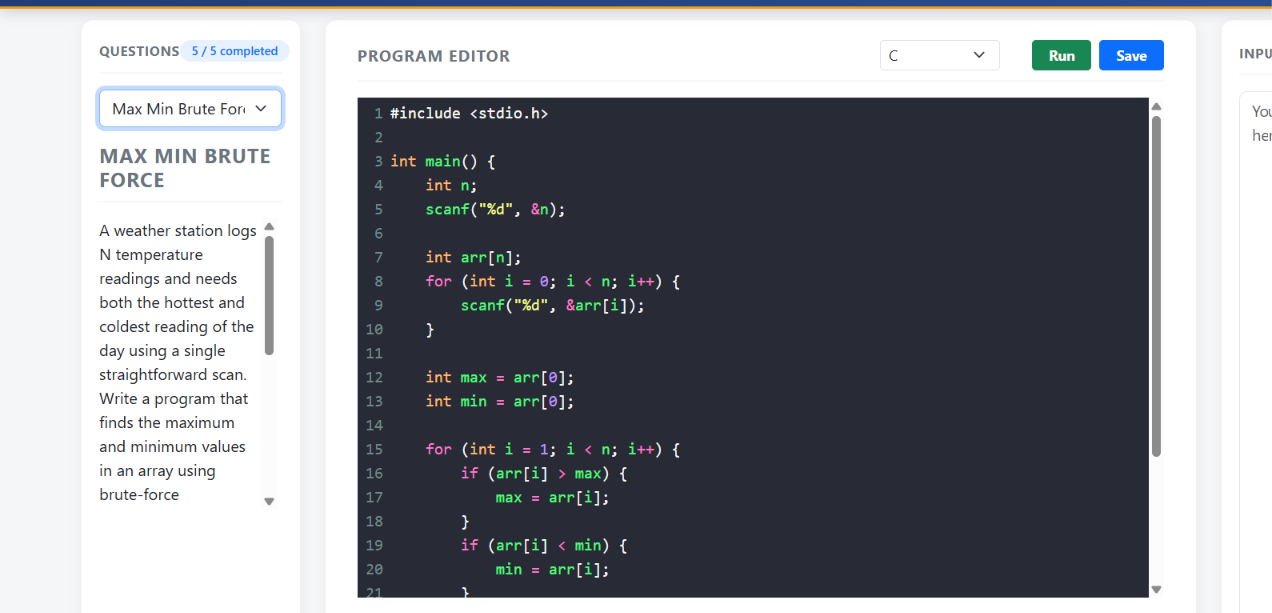 QUESTIONS 5 / 5 completed
Max Min Brute For
MAX MIN BRUTE
FORCE
A weather station logs
N temperature
readings and needs
both the hottest and
coldest reading of the
day using a single
straightforward scan.
Write a program that
finds the maximum
and minimum values
in an array using
brute-force
PROGRAM EDITOR
C
Run
Save
1 #include <stdio.h>
2
3 int main() {
4     int n;
5     scanf("%d", &n);
6
7     int arr[n];
8     for (int i = 0; i < n; i++) {
9         scanf("%d", &arr[i]);
10     }
11
12     int max = arr[0];
13     int min = arr[0];
14
15     for (int i = 1; i < n; i++) {
16         if (arr[i] > max) {
17             max = arr[i];
18         }
19         if (arr[i] < min) {
20             min = arr[i];
21         }
INPU
You
her